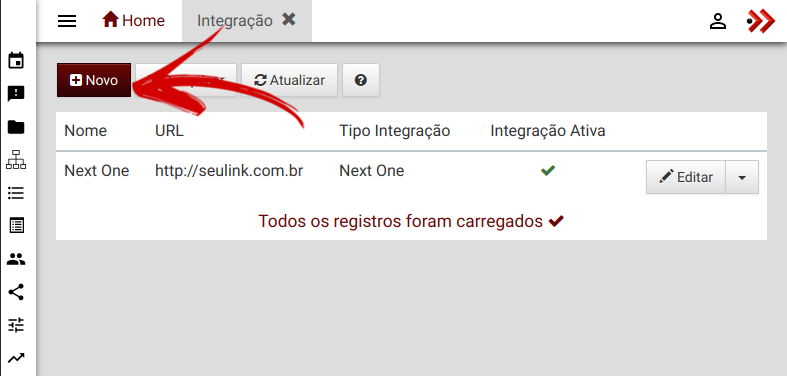 Home Integração
Novo Atualizar
Nome URL Tipo Integração Integração Ativa
Next One http://seulink.com.br Next One Editar
Todos os registros foram carregados